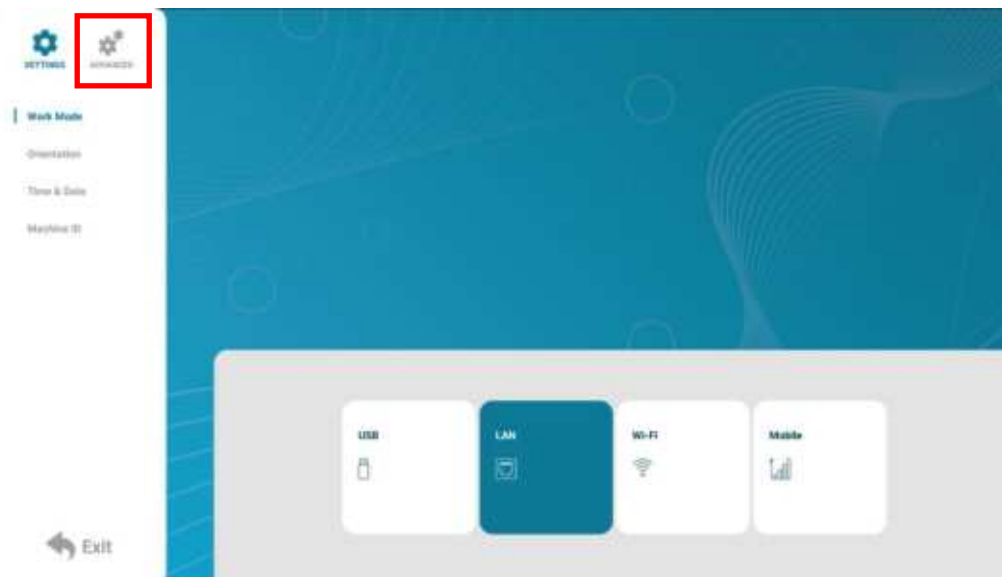 SETTINGS ADVANCED
Work Mode
Orientation
Time & Date
Machine ID
USB LAN Wi-Fi Mobile
Exit